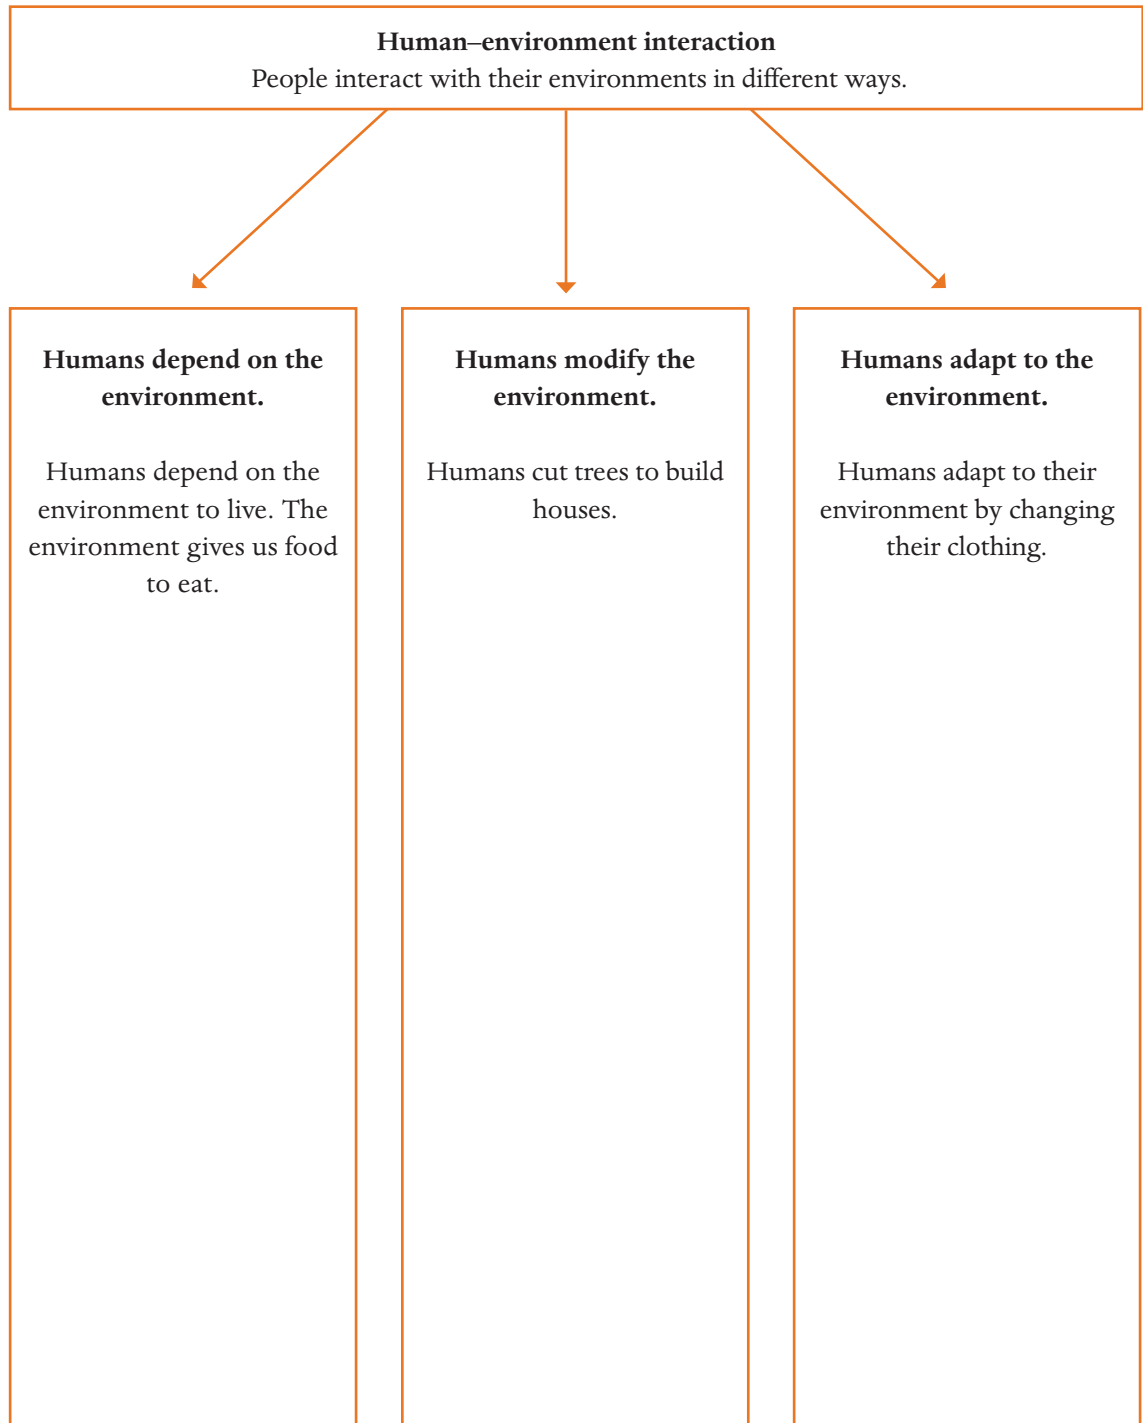 Human–environment interaction
People interact with their environments in different ways.
Humans depend on the
environment.
Humans depend on the
environment to live. The
environment gives us food
to eat.
Humans modify the
environment.
Humans cut trees to build
houses.
Humans adapt to the
environment.
Humans adapt to their
environment by changing
their clothing.